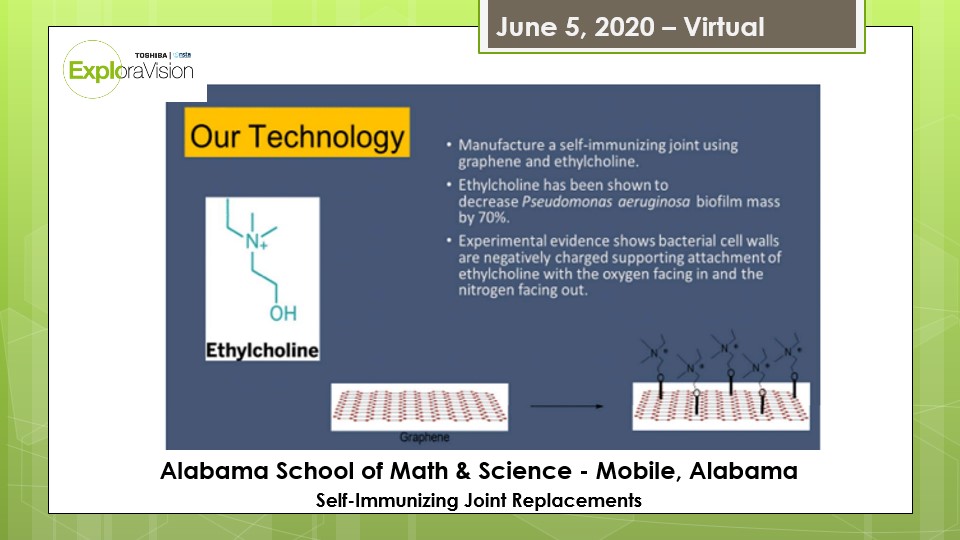 June 5, 2020 – Virtual
TOSHIBA | nsta
ExploraVision
Our Technology
• Manufacture a self-immunizing joint using
graphene and ethylcholine.
• Ethylcholine has been shown to
decrease Pseudomonas aeruginosa biofilm mass
by 70%.
• Experimental evidence shows bacterial cell walls
are negatively charged supporting attachment of
ethylcholine with the oxygen facing in and the
nitrogen facing out.
N+
OH
Ethylcholine
Graphene
N+ N+ N+ N+ N+
O O O O O
Alabama School of Math & Science - Mobile, Alabama
Self-Immunizing Joint Replacements